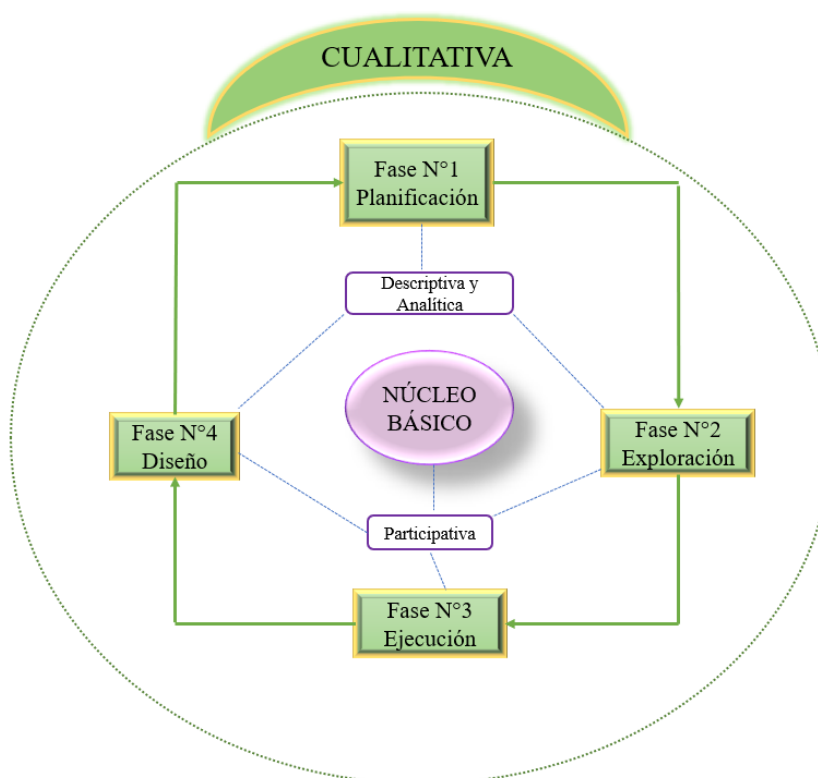 CUALITATIVA
Fase N°1
Planificación
Descriptiva y
Analítica
NÚCLEO
BÁSICO
Fase N°4
Diseño
Fase N°2
Exploración
Participativa
Fase N°3
Ejecución